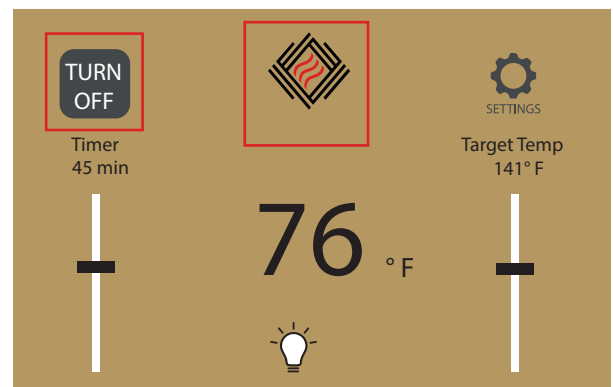 TURN
OFF
SETTINGS
Timer
45 min
Target Temp
141° F
76 ° F